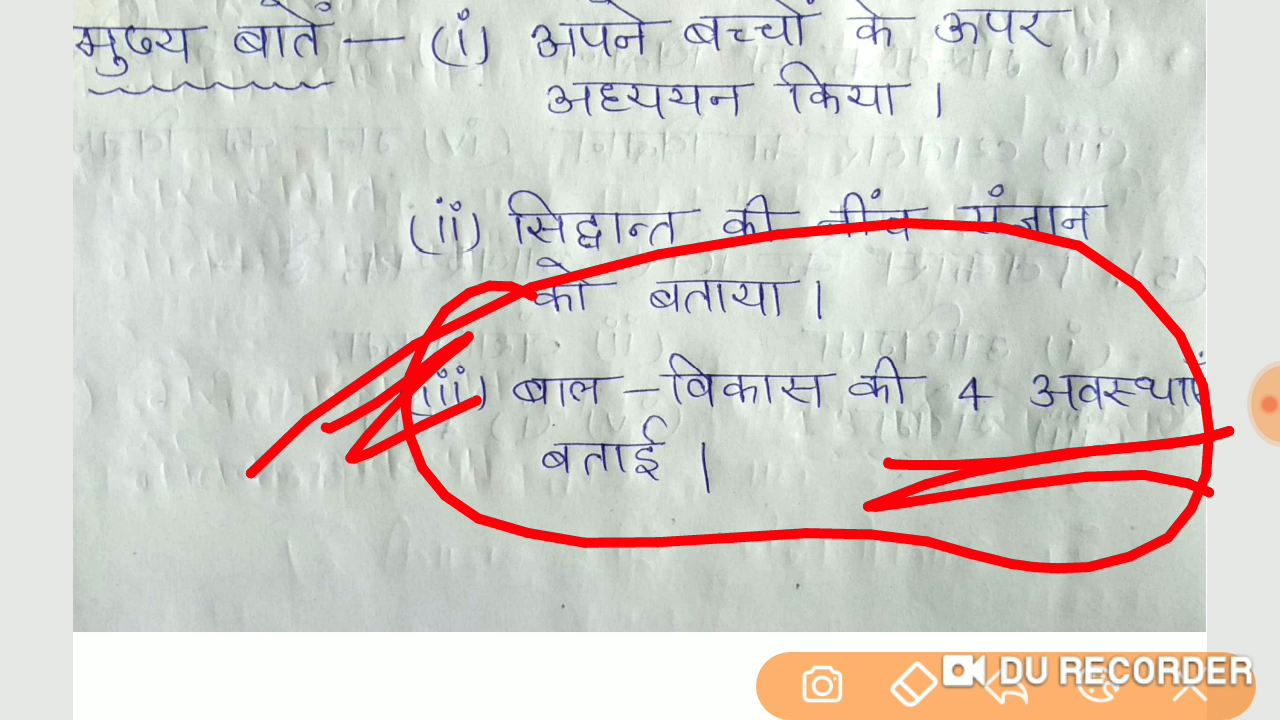 मुख्य बातें — (i) अपने बच्चों के ऊपर
अध्ययन किया ।
(ii) सिद्धान्त की नींव संज्ञान
को बताया ।
(iii) बाल - विकास की 4 अवस्थाएँ
बताई ।
DU RECORDER